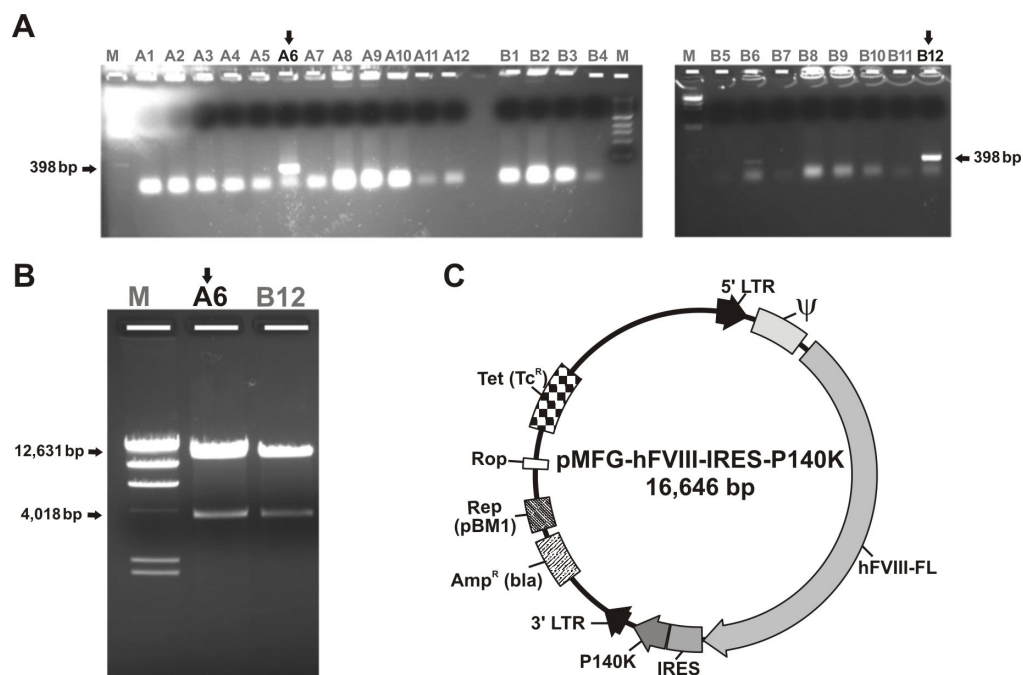 A
M A1 A2 A3 A4 A5 A6 A7 A8 A9 A10 A11 A12 B1 B2 B3 B4 M
398 bp
M B5 B6 B7 B8 B9 B10 B11 B12
398 bp
B
M A6 B12
12,631 bp
4,018 bp
C
5' LTR
Ψ
Tet (Tc^R)
Rop
pMFG-hFVIII-IRES-P140K
16,646 bp
Rep
(pBM1)
hFVIII-FL
Amp^R (bla)
3' LTR
P140K
IRES